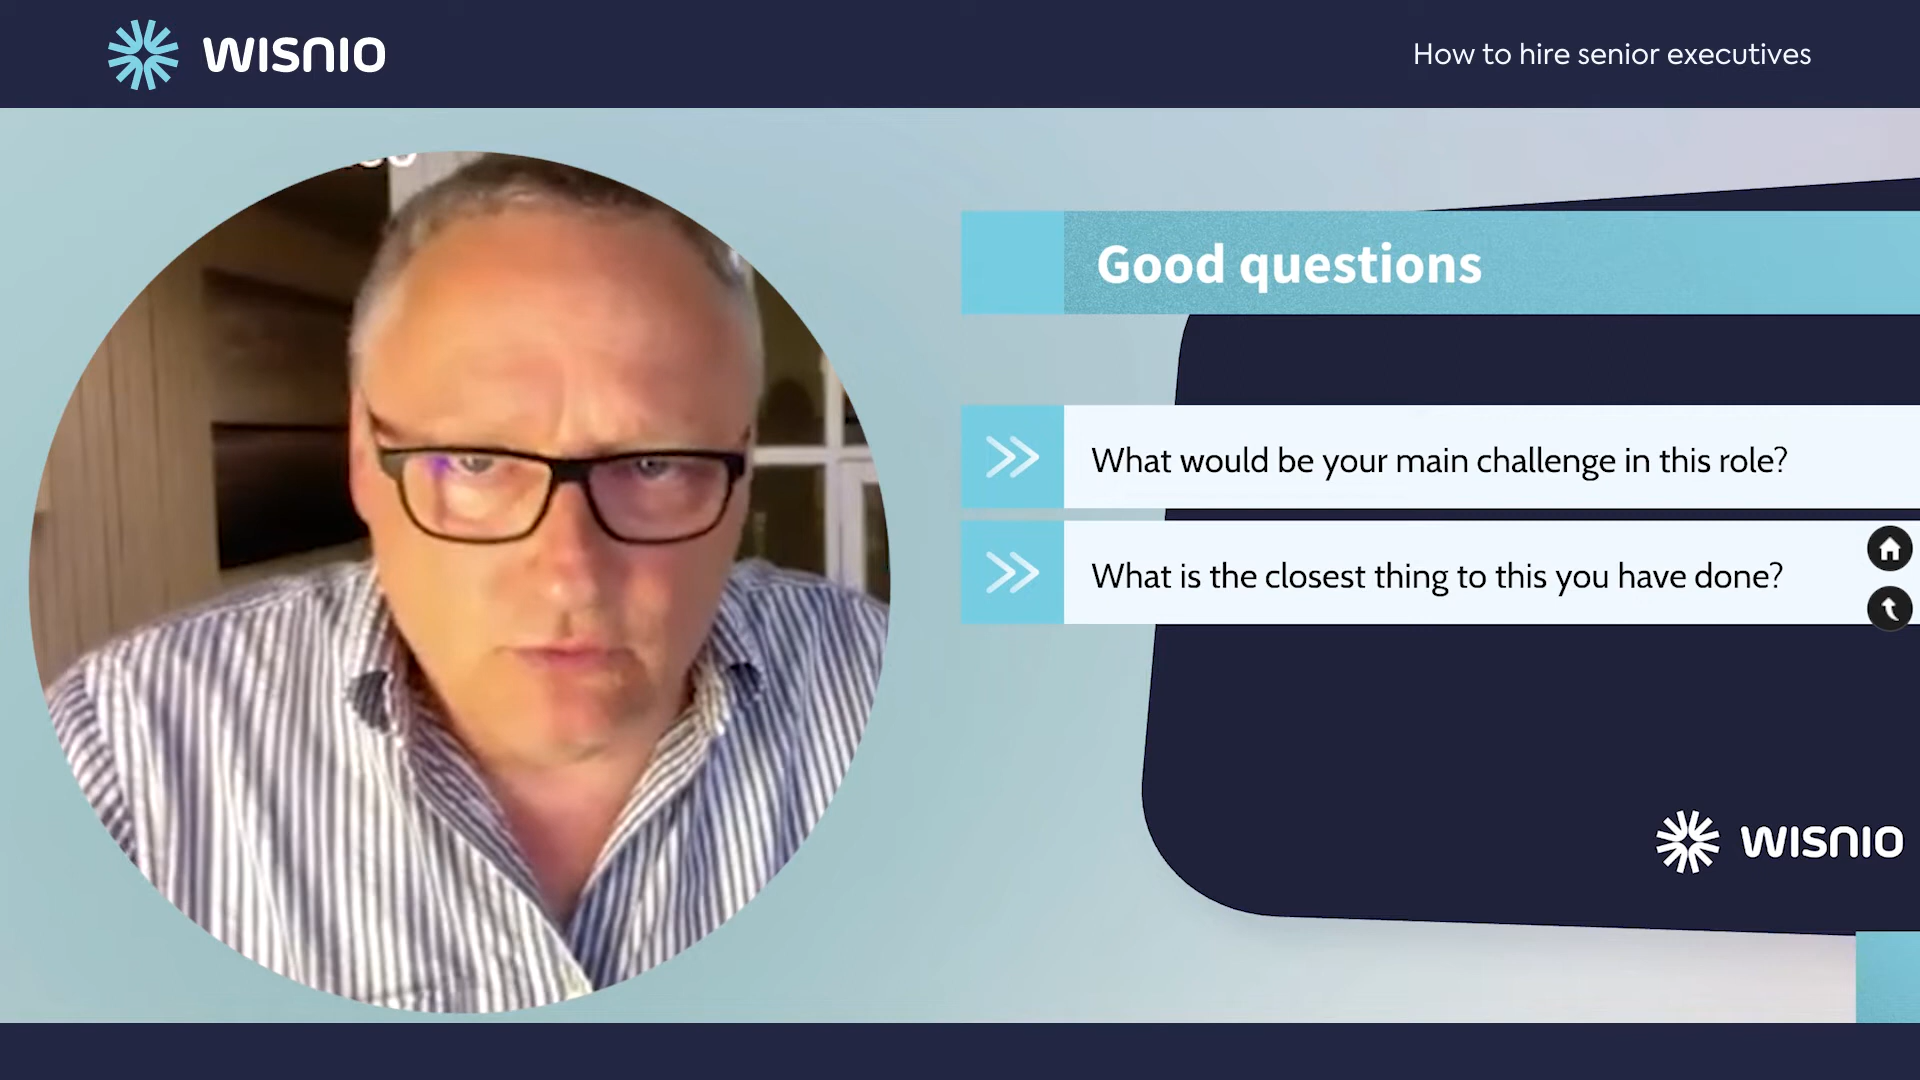 WISNIO
How to hire senior executives
Good questions
What would be your main challenge in this role?
What is the closest thing to this you have done?
WISNIO